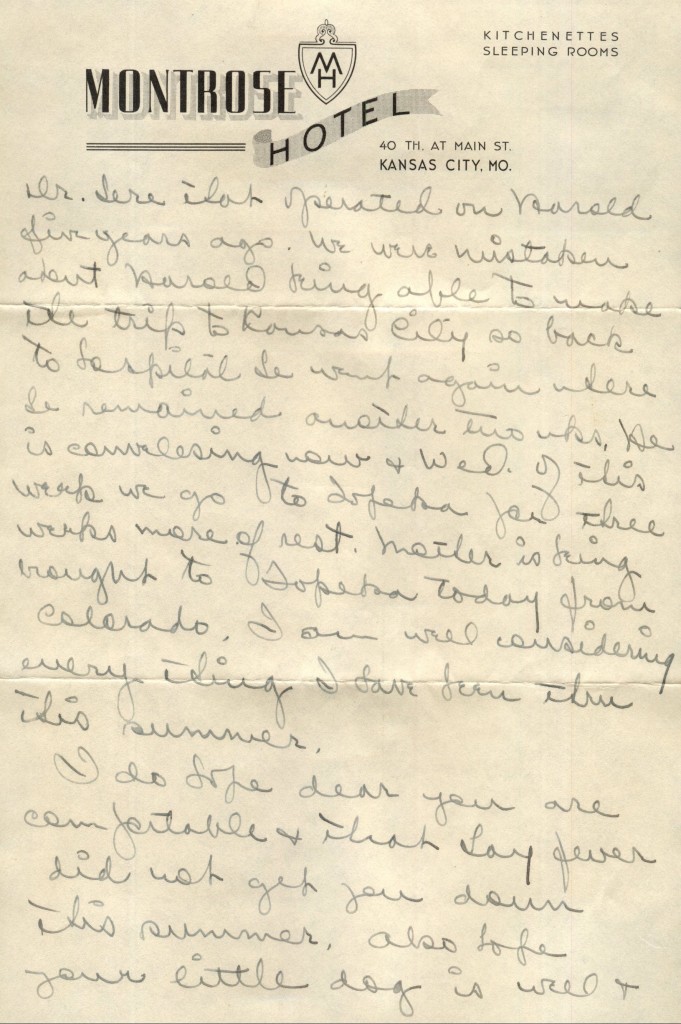 KITCHENETTES
SLEEPING ROOMS
MH
MONTROSE
HOTEL
40 TH. AT MAIN ST.
KANSAS CITY, MO.
Dr. here that operated on Harold
five years ago. We were mistaken
about Harold being able to make
the trip to Kansas City so back
to hospital he went again where
he remained another two wks. He
is convelesing now & Wed. of this
week we go to Topeka for three
weeks more of rest. Mother is being
brought to Topeka today from
Colorado. I am well considering
every thing I have been thru
this summer.
I do hope dear you are
comfortable & that hay fever
did not get you down
this summer. also hope
your little dog is well &